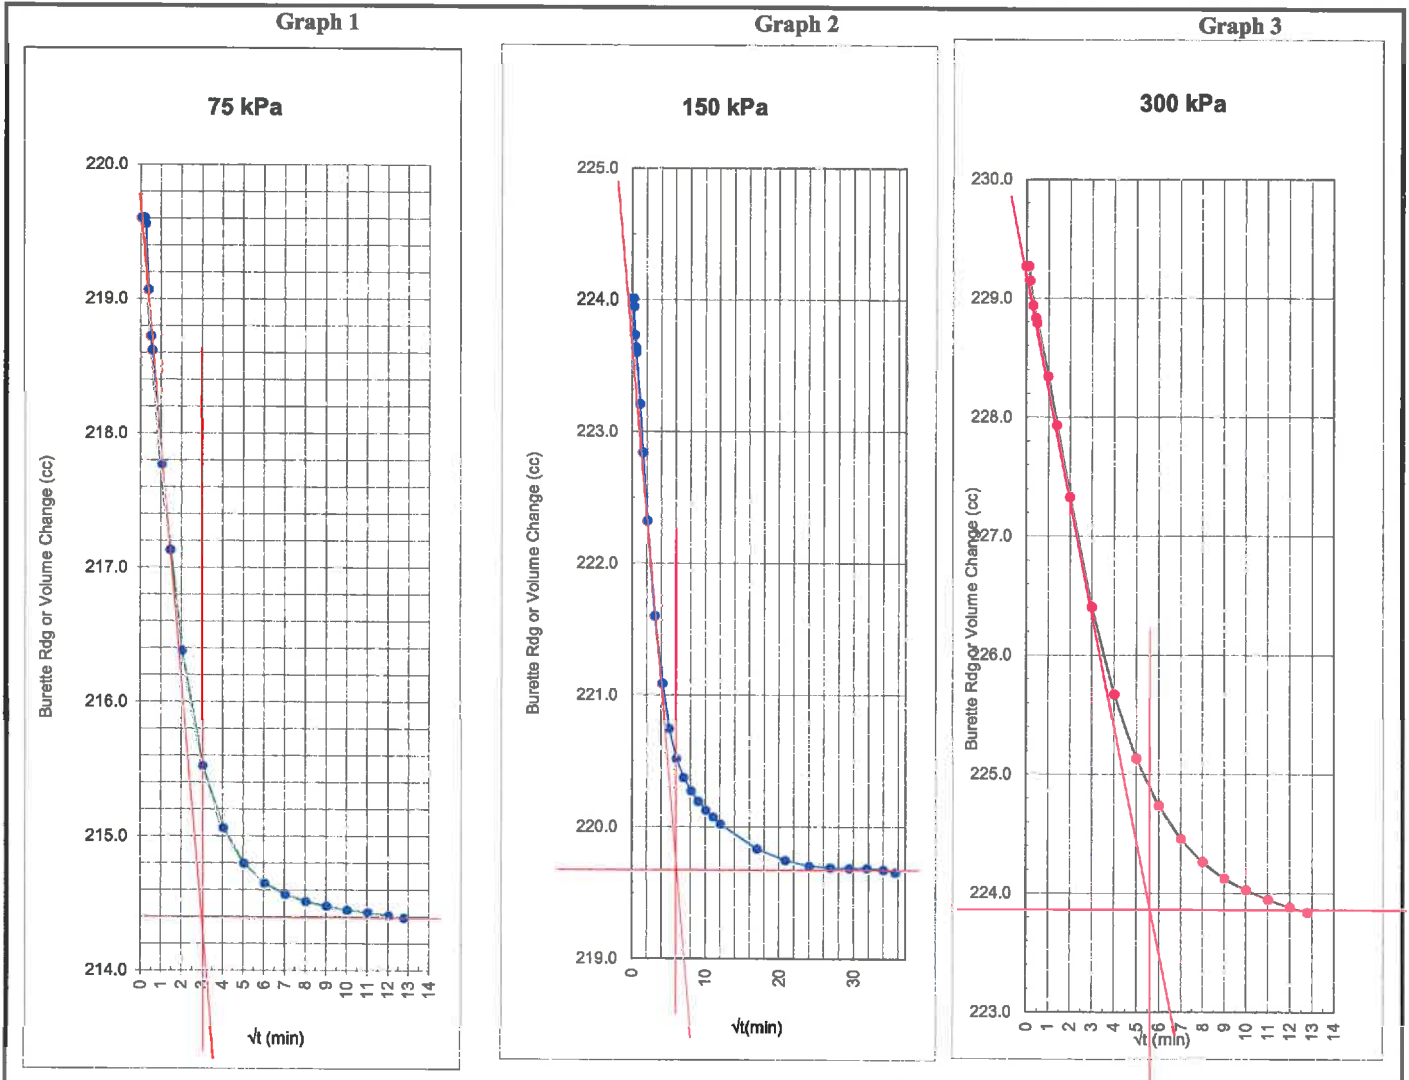 Graph 1
75 kPa
220.0
219.0
218.0
217.0
216.0
215.0
214.0
Burette Rdg or Volume Change (cc)
0 1 2 3 4 5 6 7 8 9 10 11 12 13 14
√t (min)
Graph 2
150 kPa
225.0
224.0
223.0
222.0
221.0
220.0
219.0
Burette Rdg or Volume Change (cc)
0 10 20 30
√t(min)
Graph 3
300 kPa
230.0
229.0
228.0
227.0
226.0
225.0
224.0
223.0
Burette Rdg or Volume Change (cc)
0 1 2 3 4 5 6 7 8 9 10 11 12 13 14
√t(min)